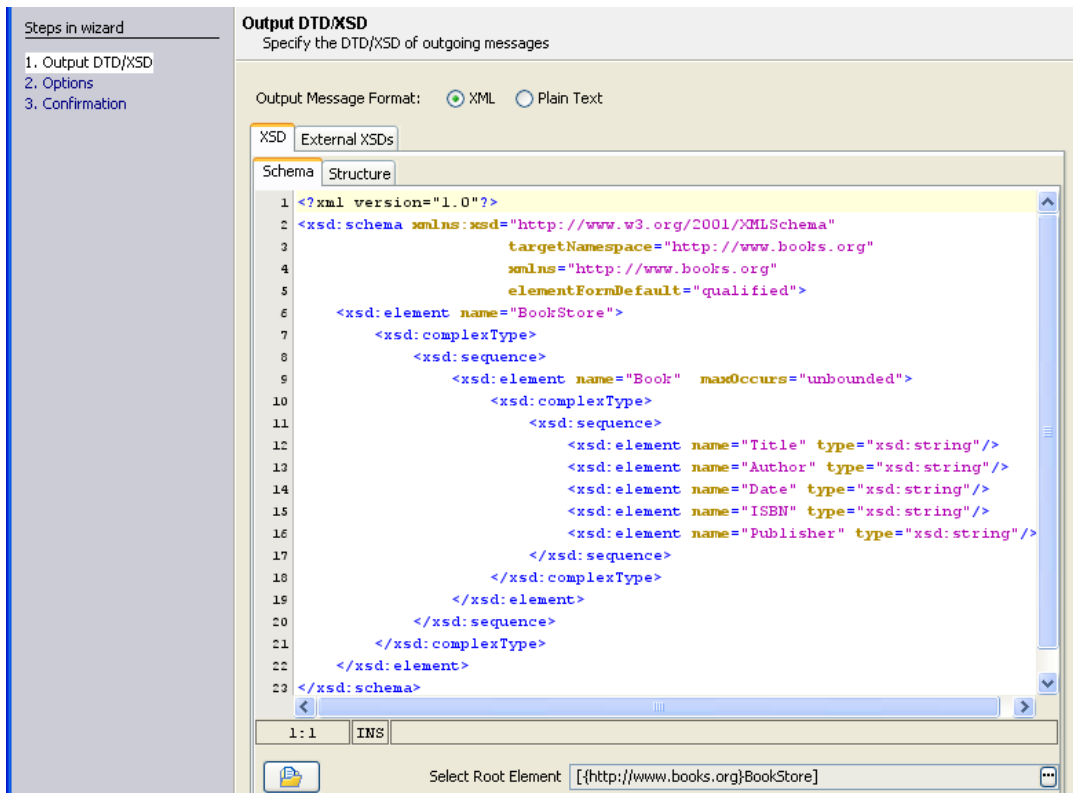 Steps in wizard
1. Output DTD/XSD
2. Options
3. Confirmation
Output DTD/XSD
Specify the DTD/XSD of outgoing messages
Output Message Format: XML Plain Text
XSD External XSDs
Schema Structure
1 <?xml version="1.0"?>
2 <xsd:schema xmlns:xsd="http://www.w3.org/2001/XMLSchema"
3 targetNamespace="http://www.books.org"
4 xmlns="http://www.books.org"
5 elementFormDefault="qualified">
6 <xsd:element name="BookStore">
7 <xsd:complexType>
8 <xsd:sequence>
9 <xsd:element name="Book" maxOccurs="unbounded">
10 <xsd:complexType>
11 <xsd:sequence>
12 <xsd:element name="Title" type="xsd:string"/>
13 <xsd:element name="Author" type="xsd:string"/>
14 <xsd:element name="Date" type="xsd:string"/>
15 <xsd:element name="ISBN" type="xsd:string"/>
16 <xsd:element name="Publisher" type="xsd:string"/>
17 </xsd:sequence>
18 </xsd:complexType>
19 </xsd:element>
20 </xsd:sequence>
21 </xsd:complexType>
22 </xsd:element>
23 </xsd:schema>
1:1 INS
Select Root Element [{http://www.books.org}BookStore] ...